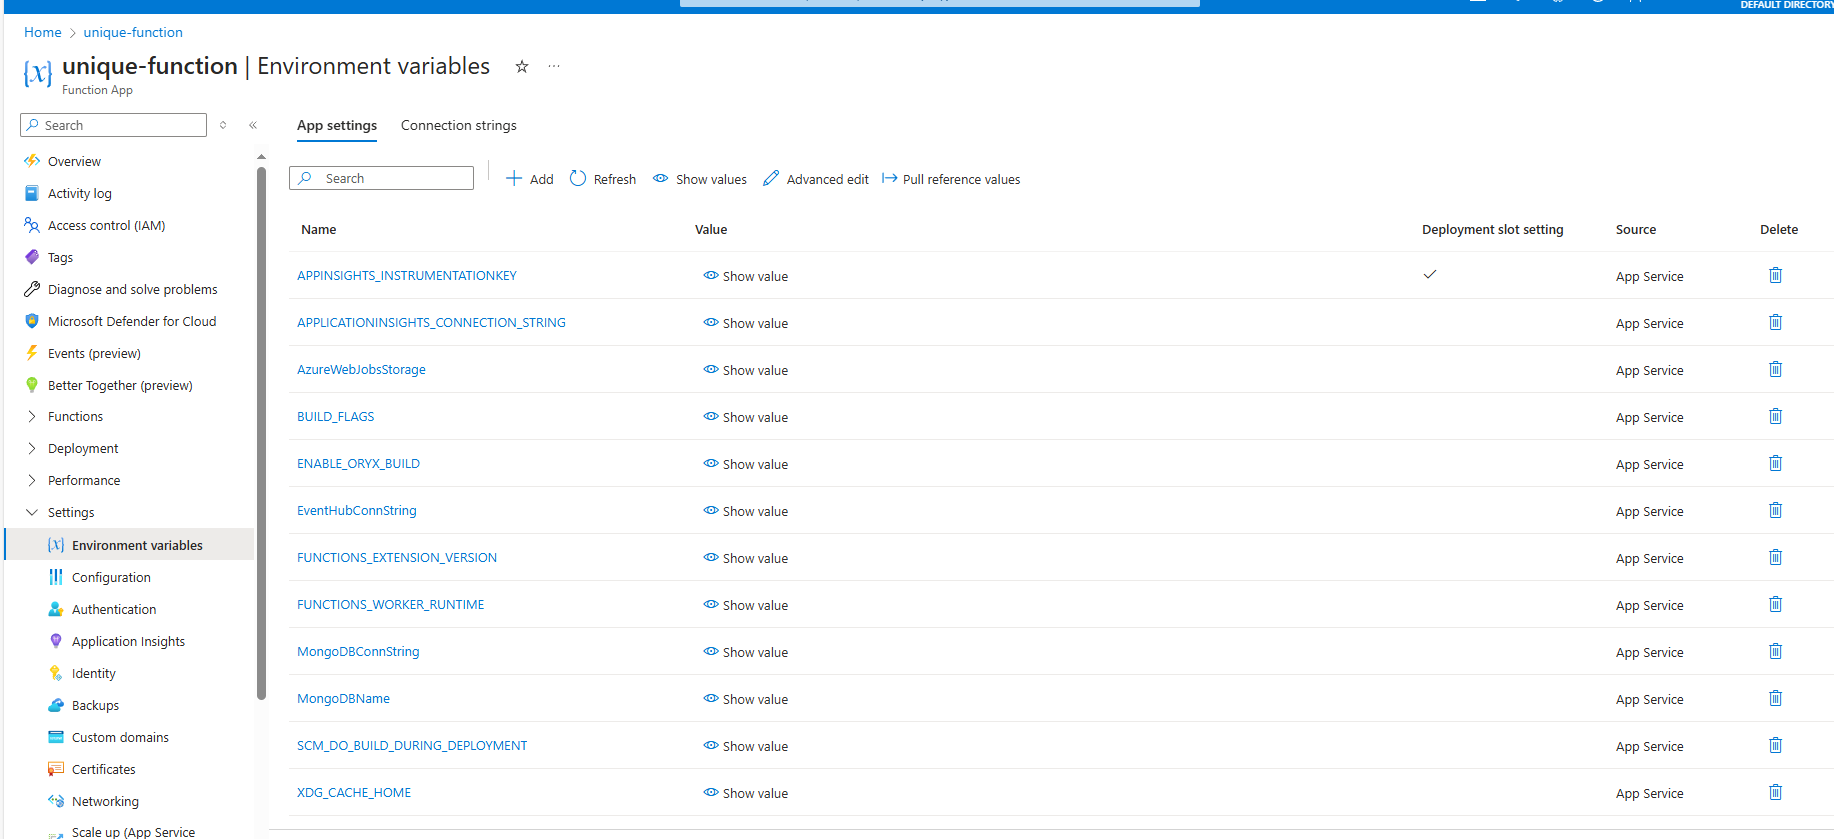 DEFAULT DIRECTORY
Home > unique-function
unique-function | Environment variables
Function App
Search
Overview
Activity log
Access control (IAM)
Tags
Diagnose and solve problems
Microsoft Defender for Cloud
Events (preview)
Better Together (preview)
Functions
Deployment
Performance
Settings
Environment variables
Configuration
Authentication
Application Insights
Identity
Backups
Custom domains
Certificates
Networking
Scale up (App Service
App settings Connection strings
Search Add Refresh Show values Advanced edit Pull reference values
Name Value Deployment slot setting Source Delete
APPINSIGHTS_INSTRUMENTATIONKEY Show value App Service
APPLICATIONINSIGHTS_CONNECTION_STRING Show value App Service
AzureWebJobsStorage Show value App Service
BUILD_FLAGS Show value App Service
ENABLE_ORYX_BUILD Show value App Service
EventHubConnString Show value App Service
FUNCTIONS_EXTENSION_VERSION Show value App Service
FUNCTIONS_WORKER_RUNTIME Show value App Service
MongoDBConnString Show value App Service
MongoDBName Show value App Service
SCM_DO_BUILD_DURING_DEPLOYMENT Show value App Service
XDG_CACHE_HOME Show value App Service